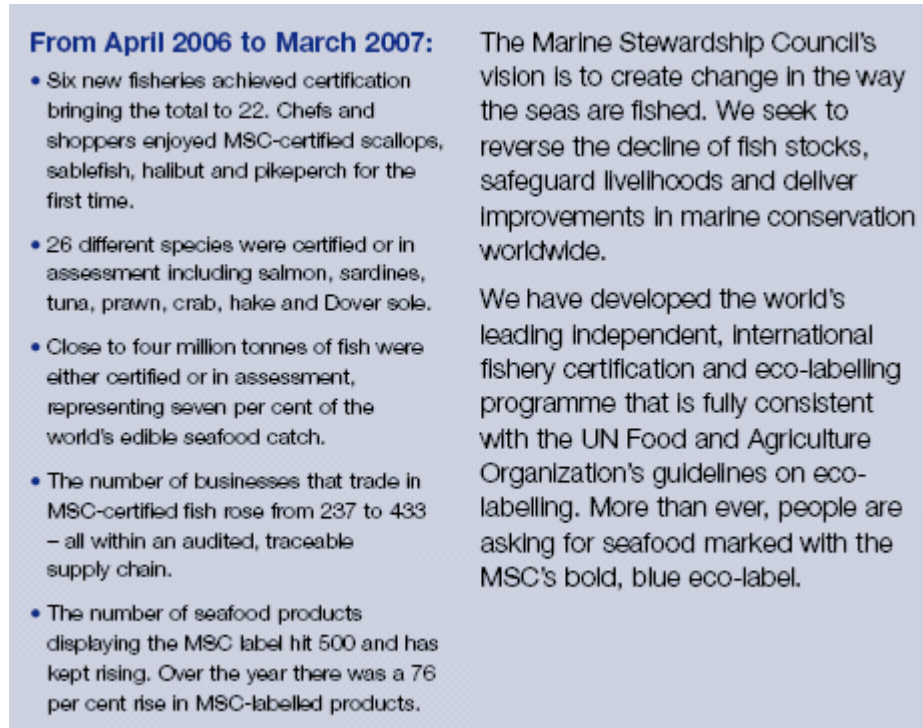 From April 2006 to March 2007:
• Six new fisheries achieved certification
bringing the total to 22. Chefs and
shoppers enjoyed MSC-certified scallops,
sablefish, halibut and pikeperch for the
first time.
• 26 different species were certified or in
assessment including salmon, sardines,
tuna, prawn, crab, hake and Dover sole.
• Close to four million tonnes of fish were
either certified or in assessment,
representing seven per cent of the
world's edible seafood catch.
• The number of businesses that trade in
MSC-certified fish rose from 237 to 433
– all within an audited, traceable
supply chain.
• The number of seafood products
displaying the MSC label hit 500 and has
kept rising. Over the year there was a 76
per cent rise in MSC-labelled products.
The Marine Stewardship Council's
vision is to create change in the way
the seas are fished. We seek to
reverse the decline of fish stocks,
safeguard livelihoods and deliver
improvements in marine conservation
worldwide.
We have developed the world's
leading independent, international
fishery certification and eco-labelling
programme that is fully consistent
with the UN Food and Agriculture
Organization's guidelines on eco-
labelling. More than ever, people are
asking for seafood marked with the
MSC's bold, blue eco-label.